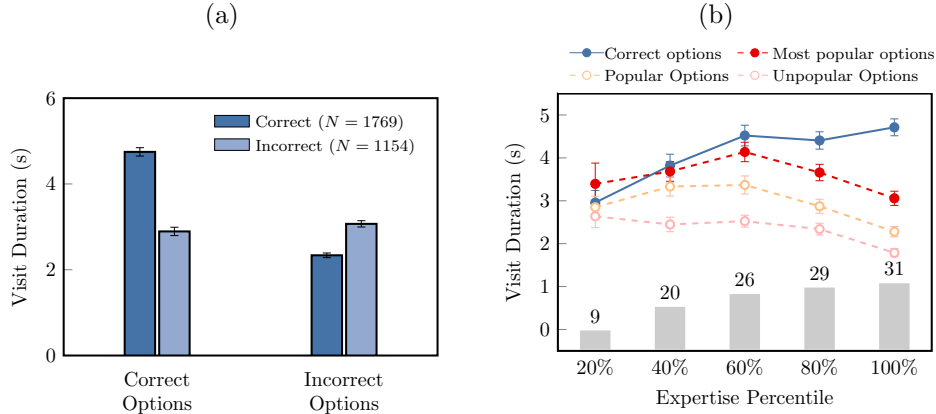 (a)
Visit Duration (s)
6
4
2
0
Correct (N = 1769)
Incorrect (N = 1154)
Correct
Options
Incorrect
Options
(b)
Correct options
Most popular options
Popular Options
Unpopular Options
Visit Duration (s)
5
4
3
2
1
0
9
20
26
29
31
20%
40%
60%
80%
100%
Expertise Percentile